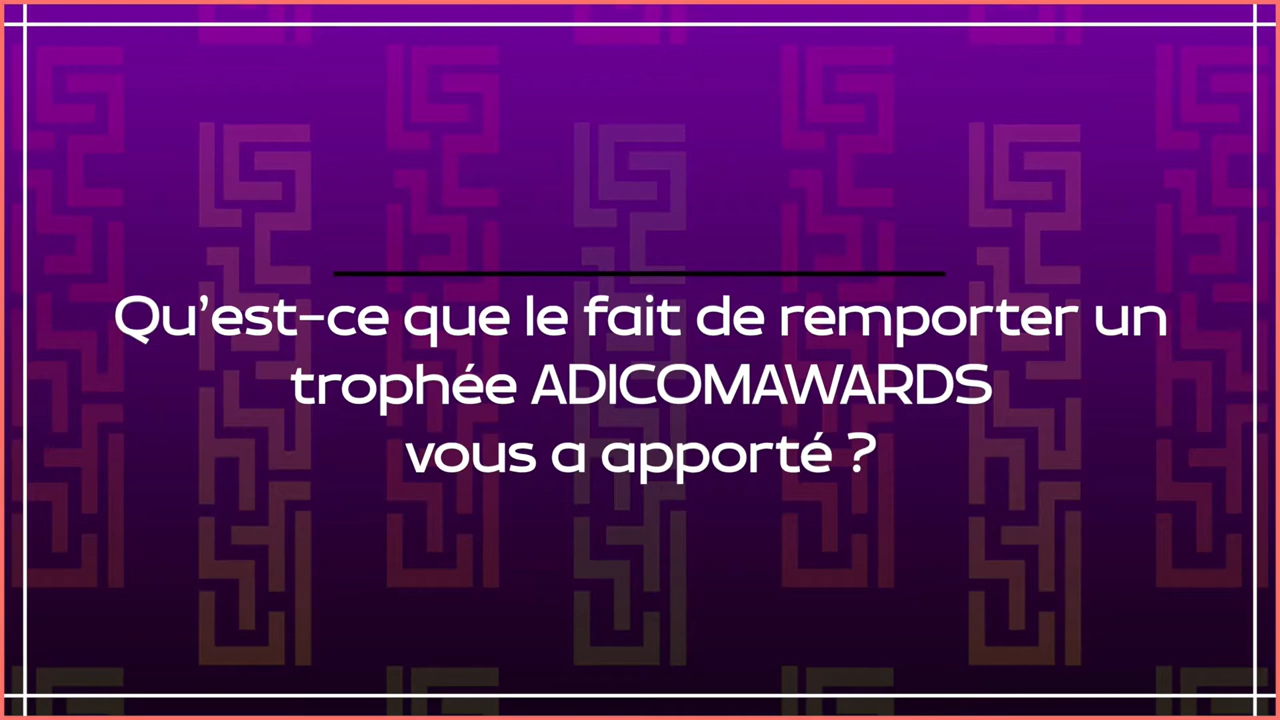 Qu’est-ce que le fait de remporter un
trophée ADICOMAWARDS
vous a apporté ?